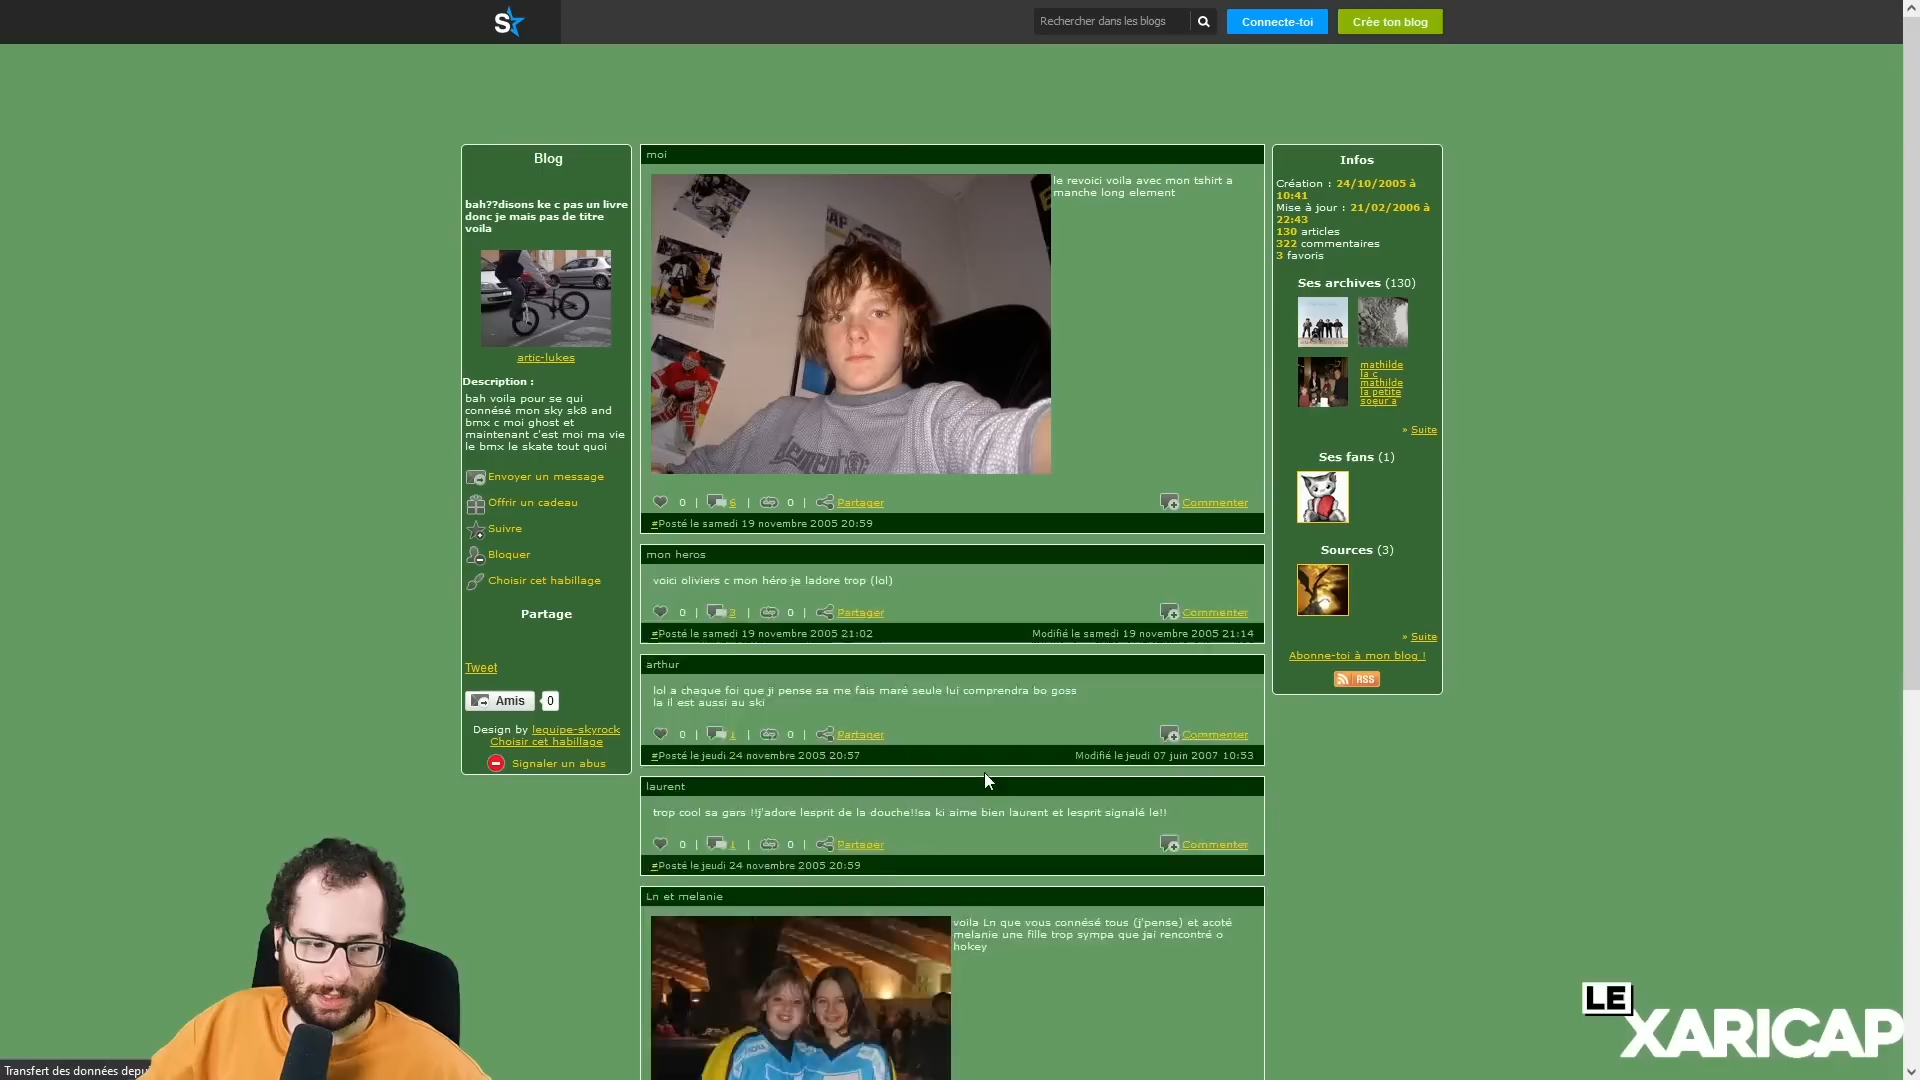 S
Rechercher dans les blogs
Connecte-toi
Crée ton blog
Blog
bah??disons ke c pas un livre
donc je mais pas de titre
voila
artic-lukes
Description :
bah voila pour se qui
connésé mon sky sk8 and
bmx c moi ghost et
maintenant c'est moi ma vie
le bmx le skate tout quoi
Envoyer un message
Offrir un cadeau
Suivre
Bloquer
Choisir cet habillage
Partage
Tweet
Amis 0
Design by lequipe-skyrock
Choisir cet habillage
Signaler un abus
moi
le revoici voila avec mon tshirt a
manche long element
0 | 6 | 0 | Partager Commenter
#Posté le samedi 19 novembre 2005 20:59
mon heros
voici oliviers c mon héro je ladore trop (lol)
0 | 3 | 0 | Partager Commenter
#Posté le samedi 19 novembre 2005 21:02 Modifié le samedi 19 novembre 2005 21:14
arthur
lol a chaque foi que ji pense sa me fais maré seule lui comprendra bo goss
la il est aussi au ski
0 | 1 | 0 | Partager Commenter
#Posté le jeudi 24 novembre 2005 20:57 Modifié le jeudi 07 juin 2007 10:53
laurent
trop cool sa gars !!j'adore lesprit de la douche!!sa ki aime bien laurent et lesprit signalé le!!
0 | 1 | 0 | Partager Commenter
#Posté le jeudi 24 novembre 2005 20:59
Ln et melanie
voila Ln que vous connésé tous (j'pense) et acoté
melanie une fille trop sympa que jai rencontré o
hokey
Infos
Création : 24/10/2005 à
10:41
Mise à jour : 21/02/2006 à
22:43
130 articles
322 commentaires
3 favoris
Ses archives (130)
mathilde
la c
mathilde
la petite
soeur a
» Suite
Ses fans (1)
Sources (3)
» Suite
Abonne-toi à mon blog !
RSS
LE
XARICAP
Transfert des données depu